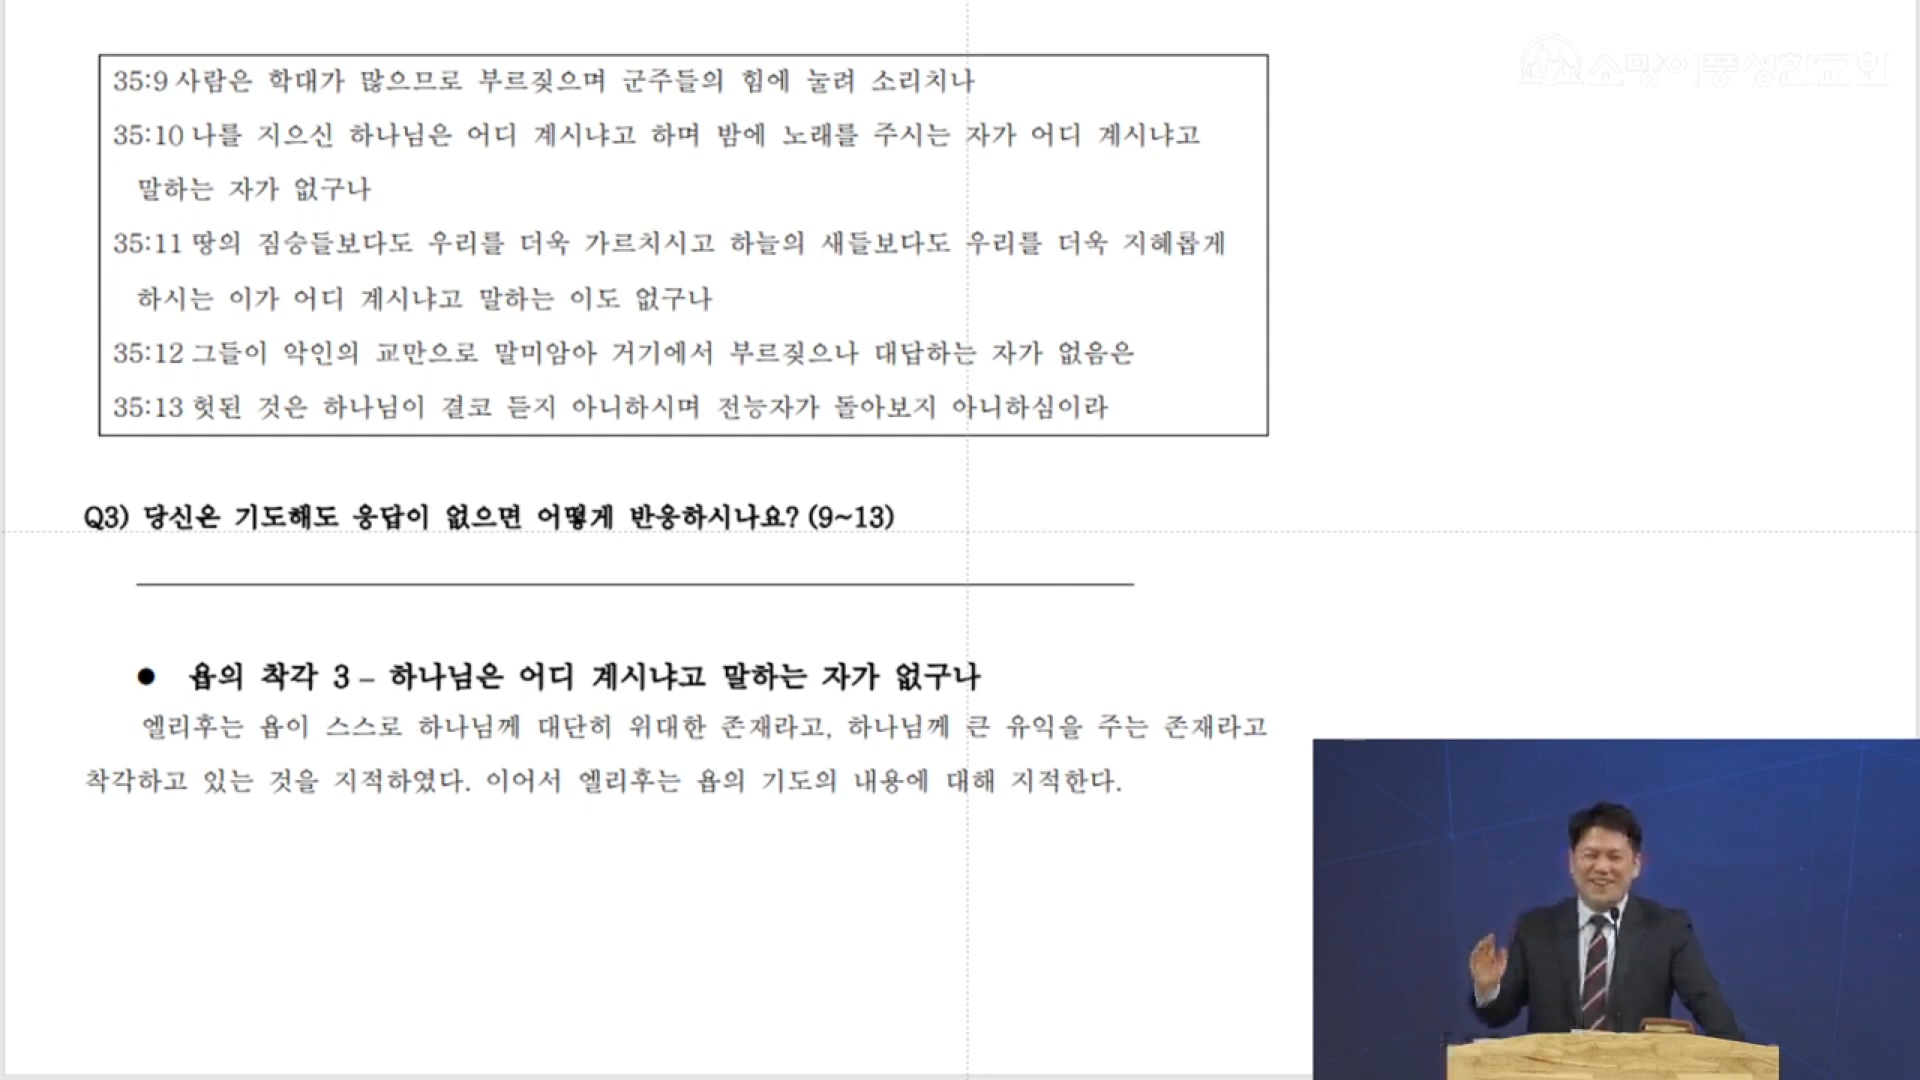 소망이풍성한교회
35:9 사람은 학대가 많으므로 부르짖으며 군주들의 힘에 눌려 소리치나
35:10 나를 지으신 하나님은 어디 계시냐고 하며 밤에 노래를 주시는 자가 어디 계시냐고
말하는 자가 없구나
35:11 땅의 짐승들보다도 우리를 더욱 가르치시고 하늘의 새들보다도 우리를 더욱 지혜롭게
하시는 이가 어디 계시냐고 말하는 이도 없구나
35:12 그들이 악인의 교만으로 말미암아 거기에서 부르짖으나 대답하는 자가 없음은
35:13 헛된 것은 하나님이 결코 듣지 아니하시며 전능자가 돌아보지 아니하심이라
Q3) 당신은 기도해도 응답이 없으면 어떻게 반응하시나요? (9~13)
● 욥의 착각 3 – 하나님은 어디 계시냐고 말하는 자가 없구나
엘리후는 욥이 스스로 하나님께 대단히 위대한 존재라고, 하나님께 큰 유익을 주는 존재라고
착각하고 있는 것을 지적하였다. 이어서 엘리후는 욥의 기도의 내용에 대해 지적한다.